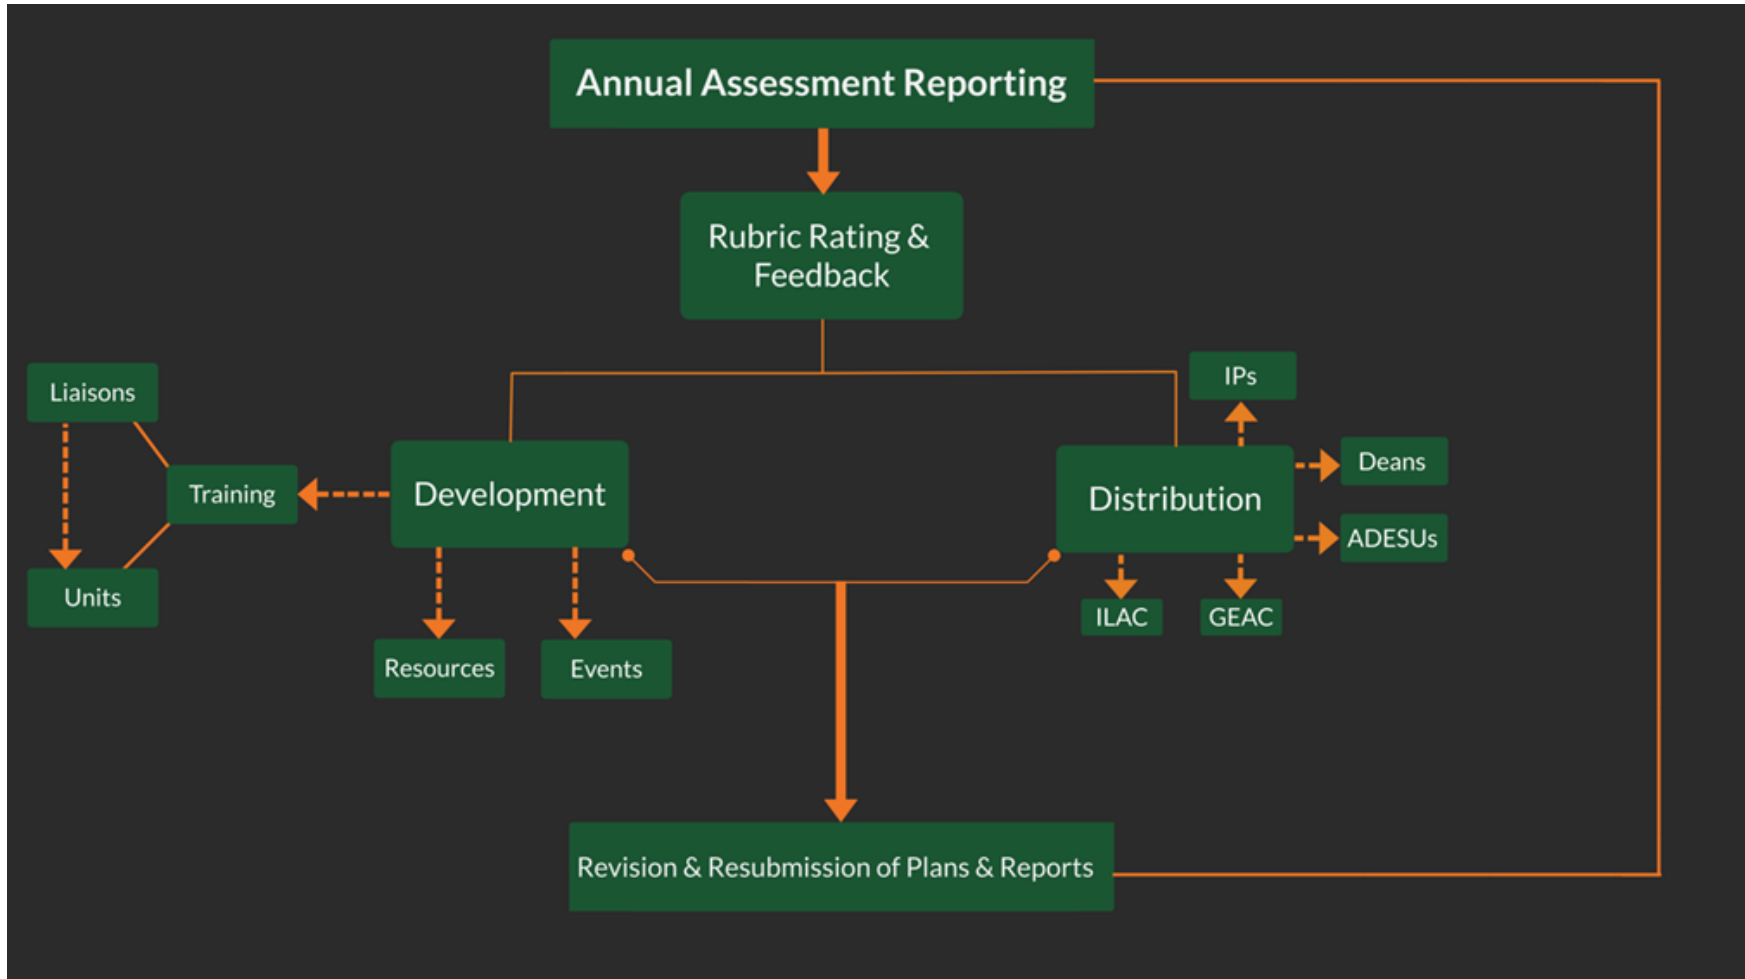 Annual Assessment Reporting
Rubric Rating &
Feedback
IPs
Liaisons
Deans
Training
Development
Distribution
ADESUs
Units
ILAC
GEAC
Resources
Events
Revision & Resubmission of Plans & Reports